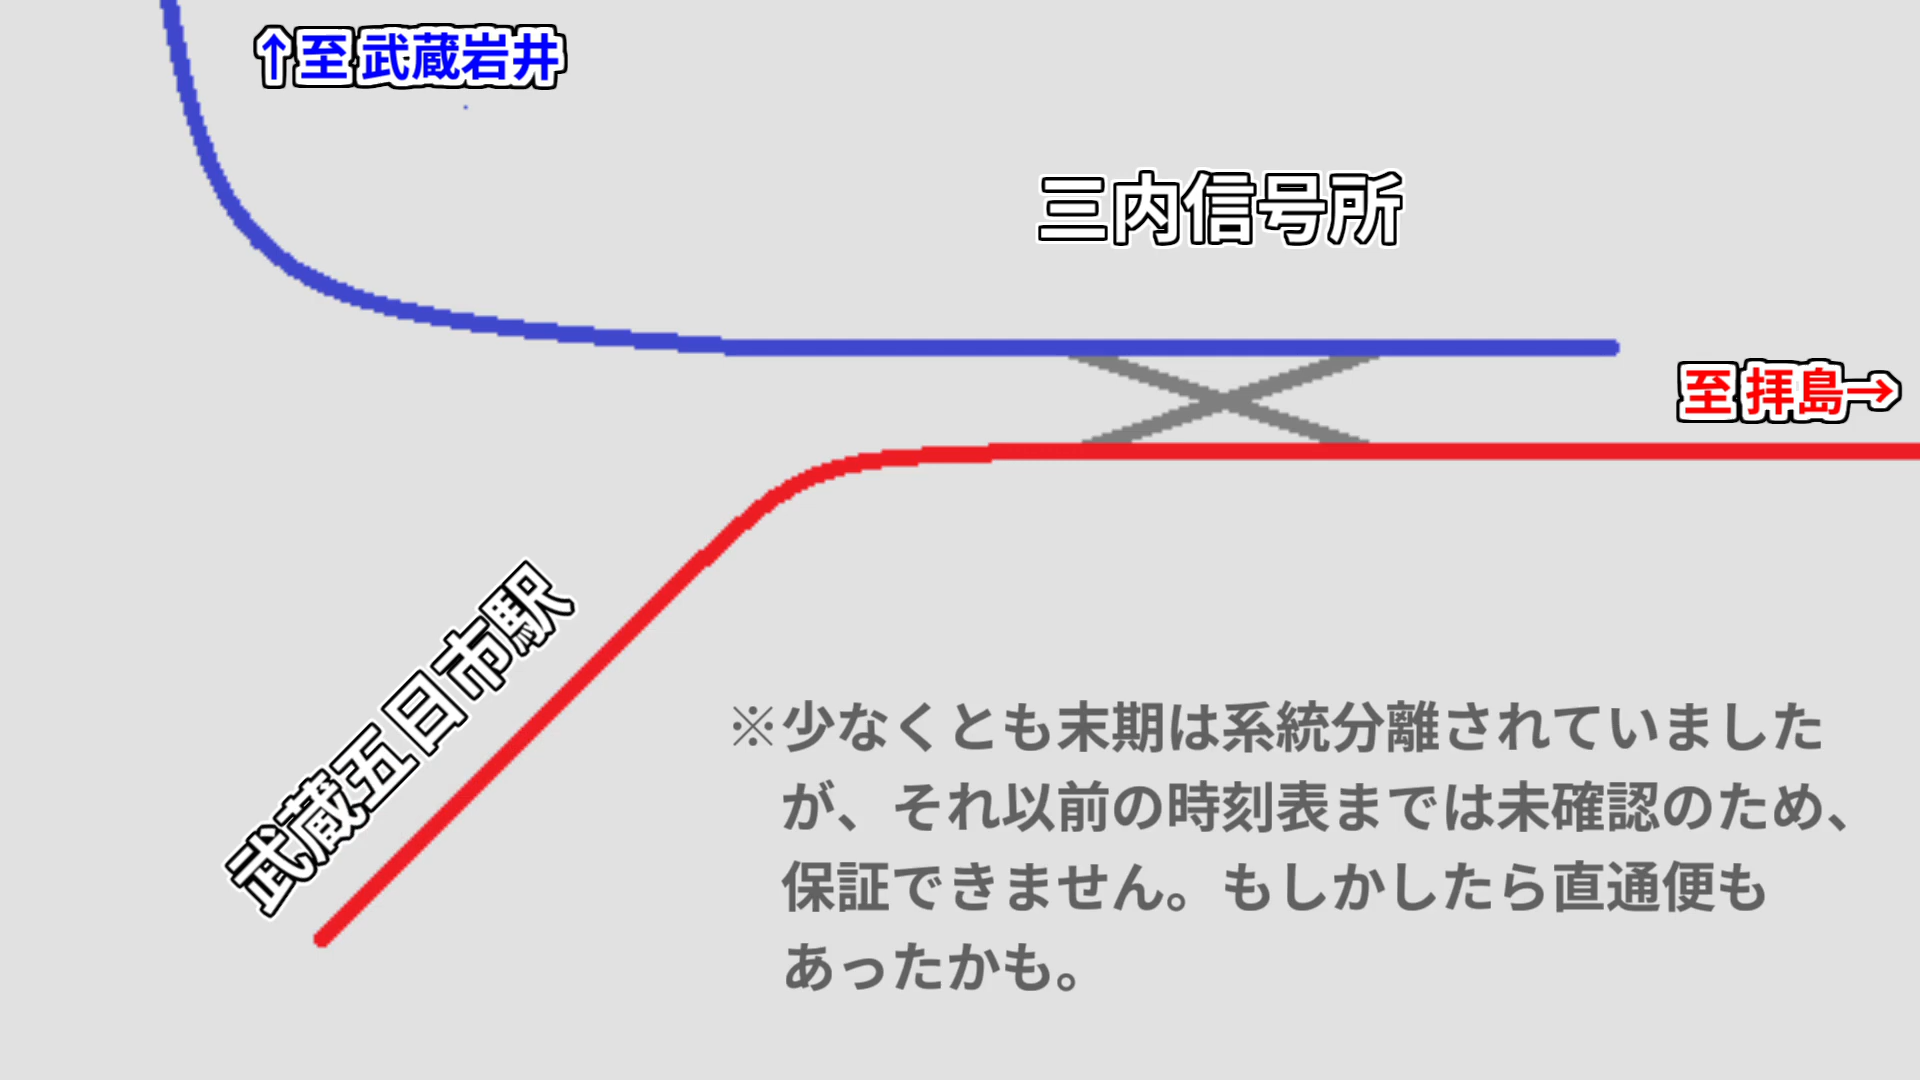 ↑至 武蔵岩井
三内信号所
至 拝島→
武蔵五日市駅
※少なくとも末期は系統分離されていました
が、それ以前の時刻表までは未確認のため、
保証できません。もしかしたら直通便も
あったかも。